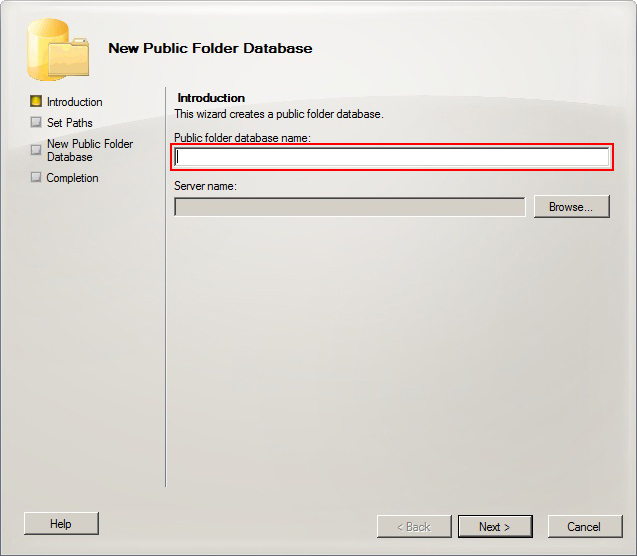 New Public Folder Database
Introduction
Set Paths
New Public Folder
Database
Completion
Introduction
This wizard creates a public folder database.
Public folder database name:
Server name:
Browse...
Help
< Back
Next >
Cancel